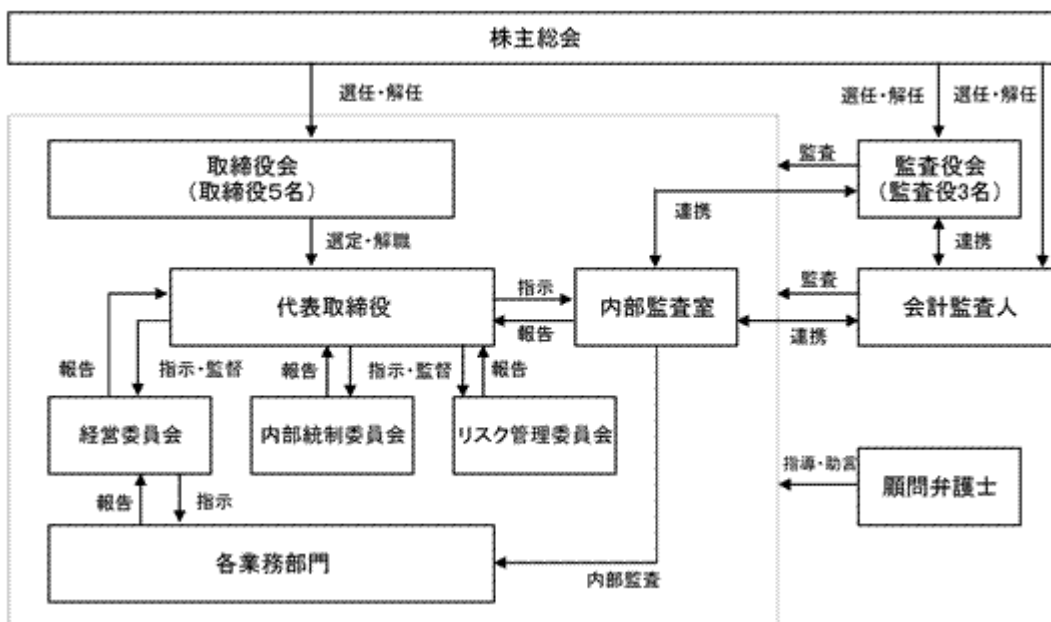 株主総会
選任・解任
選任・解任
選任・解任
取締役会
(取締役5名)
監査
監査役会
(監査役3名)
連携
選定・解職
連携
代表取締役
指示
報告
内部監査室
監査
連携
会計監査人
報告
指示・監督
報告
指示・監督
報告
経営委員会
内部統制委員会
リスク管理委員会
指導・助言
顧問弁護士
報告
指示
各業務部門
内部監査